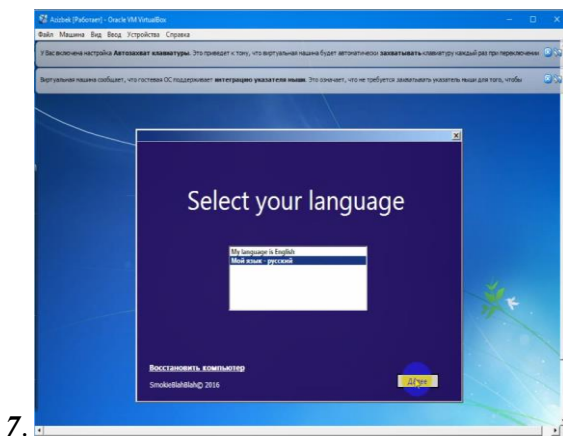 Azizbek [Работает] - Oracle VM VirtualBox
Файл Машина Вид Ввод Устройства Справка
У Вас включена настройка Автозахват клавиатуры. Это приведет к тому, что виртуальная машина будет автоматически захватывать клавиатуру каждый раз при переключении
Виртуальная машина сообщает, что гостевая ОС поддерживает интеграцию указателя мыши. Это означает, что не требуется захватывать указатель мыши для того, чтобы
Select your language
My language is English
Мой язык - русский
Восстановить компьютер
SmokieBlahBlah© 2016
Далее
7.